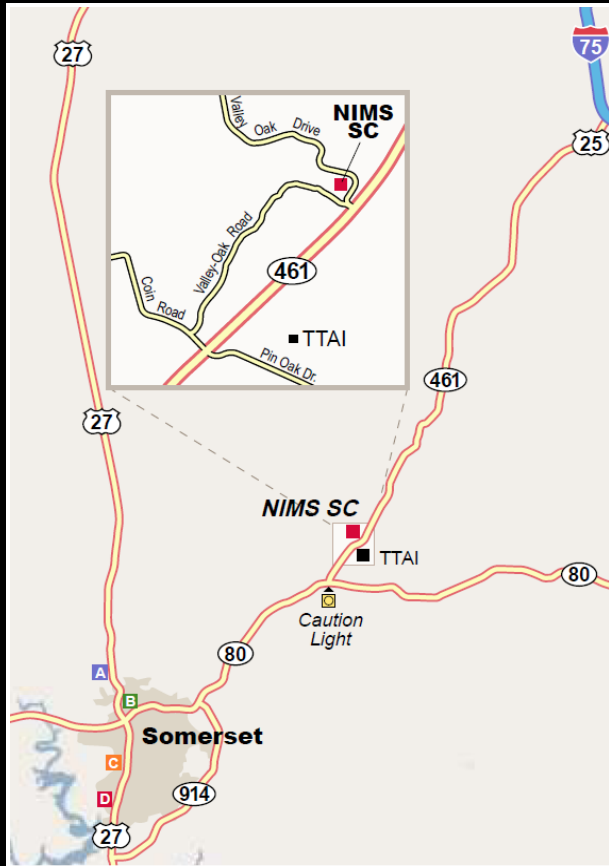 27
75
25
Valley
Oak
Drive
NIMS
SC
Valley-Oak Road
461
Coin
Road
TTAI
Pin Oak Dr.
461
27
NIMS SC
TTAI
80
Caution
Light
80
A
B
Somerset
C
D
914
27